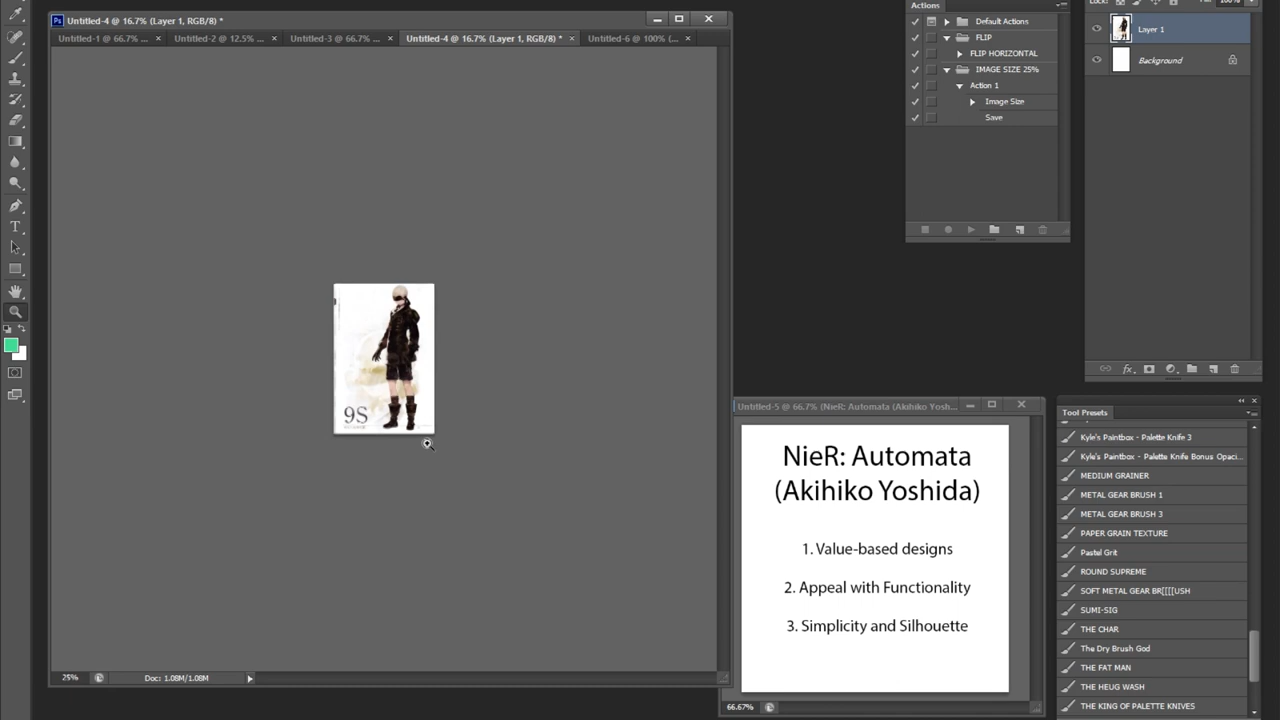 Untitled-4 @ 16.7% (Layer 1, RGB/8) *
Untitled-1 @ 66.7% ... ×
Untitled-2 @ 12.5% ... ×
Untitled-3 @ 66.7% ... ×
Untitled-4 @ 16.7% (Layer 1, RGB/8) * ×
Untitled-6 @ 100% (... ×
9S
25%
Doc: 1.08M/1.08M
Actions
Default Actions
FLIP
FLIP HORIZONTAL
IMAGE SIZE 25%
Action 1
Image Size
Save
Lock:
Layer 1
Background
fx
Untitled-5 @ 66.7% (NieR: Automata (Akihiko Yosh...
NieR: Automata
(Akihiko Yoshida)
1. Value-based designs
2. Appeal with Functionality
3. Simplicity and Silhouette
66.67%
Tool Presets
Kyle's Paintbox - Palette Knife 3
Kyle's Paintbox - Palette Knife Bonus Opaci...
MEDIUM GRAINER
METAL GEAR BRUSH 1
METAL GEAR BRUSH 3
PAPER GRAIN TEXTURE
Pastel Grit
ROUND SUPREME
SOFT METAL GEAR BR[[[[USH
SUMI-SIG
THE CHAR
The Dry Brush God
THE FAT MAN
THE HEUG WASH
THE KING OF PALETTE KNIVES